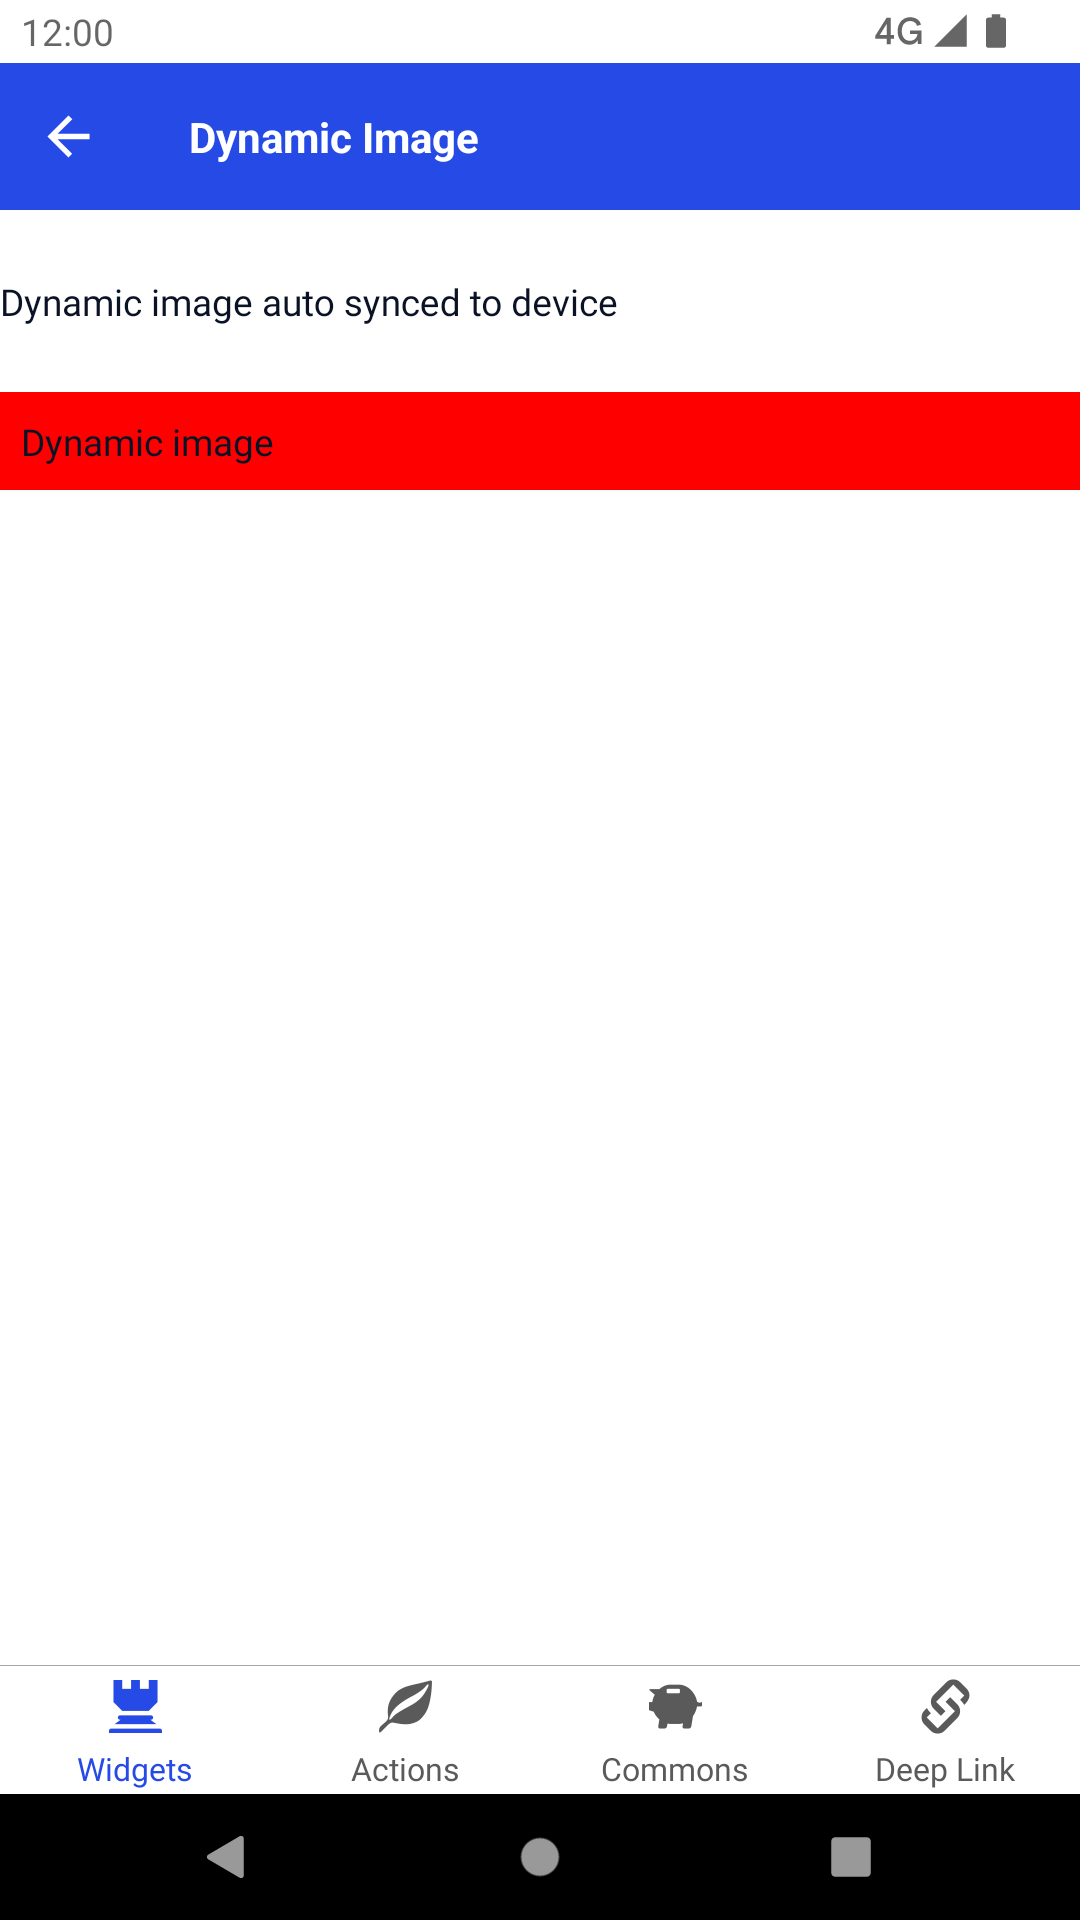 12:00 4G
Dynamic Image
Dynamic image auto synced to device
Dynamic image
Widgets Actions Commons Deep Link